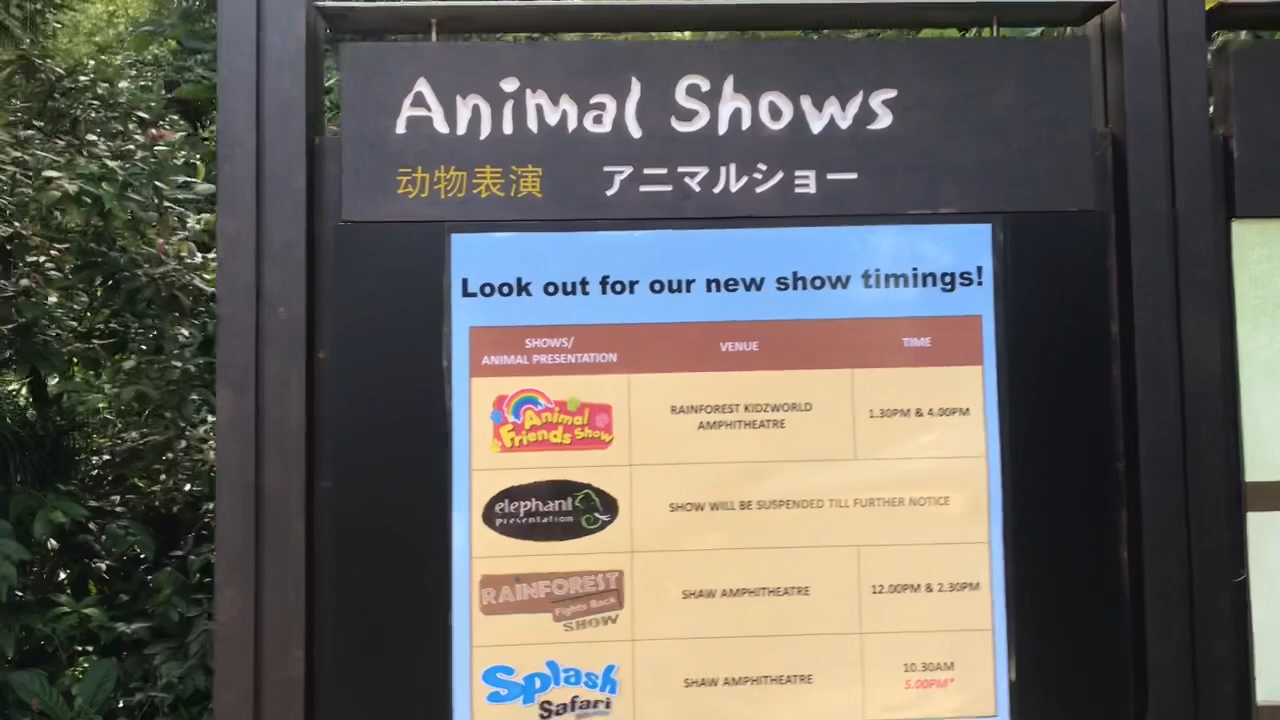 Animal Shows
动物表演 アニマルショー
Look out for our new show timings!
SHOWS/
ANIMAL PRESENTATION
VENUE
TIME
Animal
Friends Show
RAINFOREST KIDZWORLD
AMPHITHEATRE
1.30PM & 4.00PM
elephant
presentation
SHOW WILL BE SUSPENDED TILL FURTHER NOTICE
RAINFOREST
Fights Back
SHOW
SHAW AMPHITHEATRE
12.00PM & 2.30PM
Splash
Safari
SHAW AMPHITHEATRE
10.30AM
5.00PM*